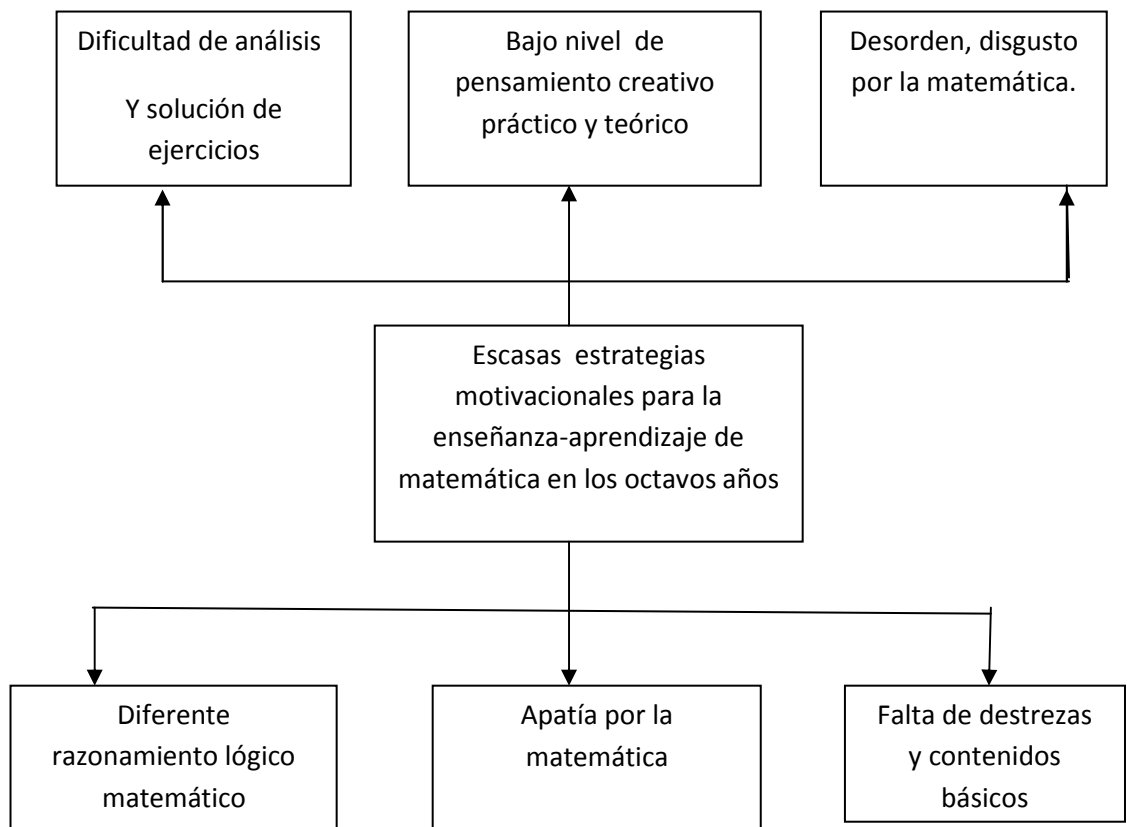 Dificultad de análisis
Y solución de
ejercicios
Bajo nivel de
pensamiento creativo
práctico y teórico
Desorden, disgusto
por la matemática.
Escasas estrategias
motivacionales para la
enseñanza-aprendizaje de
matemática en los octavos años
Diferente
razonamiento lógico
matemático
Apatía por la
matemática
Falta de destrezas
y contenidos
básicos